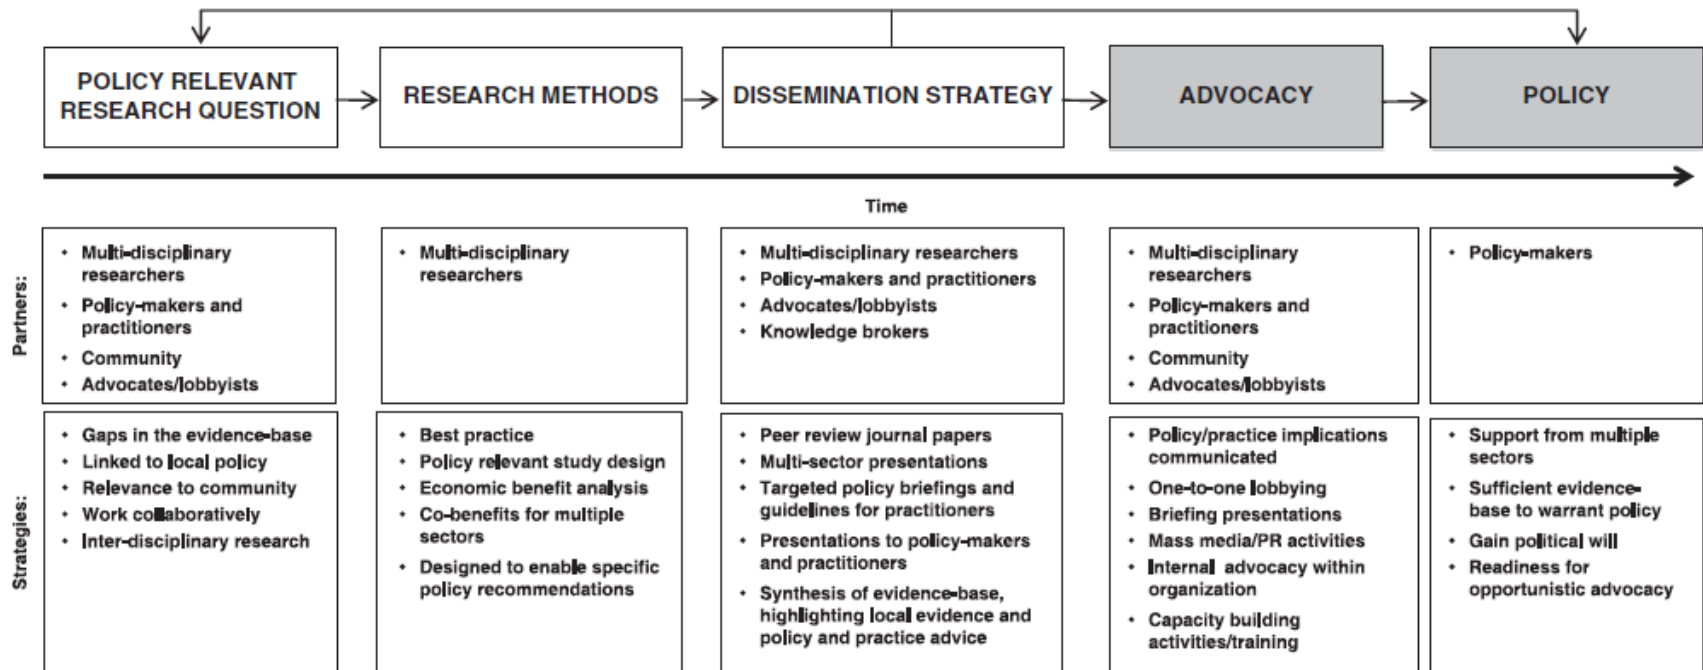 POLICY RELEVANT
RESEARCH QUESTION
RESEARCH METHODS
DISSEMINATION STRATEGY
ADVOCACY
POLICY
Time
Partners:
• Multi-disciplinary
researchers
• Policy-makers and
practitioners
• Community
• Advocates/lobbyists
• Multi-disciplinary
researchers
• Multi-disciplinary researchers
• Policy-makers and practitioners
• Advocates/lobbyists
• Knowledge brokers
• Multi-disciplinary
researchers
• Policy-makers and
practitioners
• Community
• Advocates/lobbyists
• Policy-makers
Strategies:
• Gaps in the evidence-base
• Linked to local policy
• Relevance to community
• Work collaboratively
• Inter-disciplinary research
• Best practice
• Policy relevant study design
• Economic benefit analysis
• Co-benefits for multiple
sectors
• Designed to enable specific
policy recommendations
• Peer review journal papers
• Multi-sector presentations
• Targeted policy briefings and
guidelines for practitioners
• Presentations to policy-makers
and practitioners
• Synthesis of evidence-base,
highlighting local evidence and
policy and practice advice
• Policy/practice implications
communicated
• One-to-one lobbying
• Briefing presentations
• Mass media/PR activities
• Internal advocacy within
organization
• Capacity building
activities/training
• Support from multiple
sectors
• Sufficient evidence-
base to warrant policy
• Gain political will
• Readiness for
opportunistic advocacy